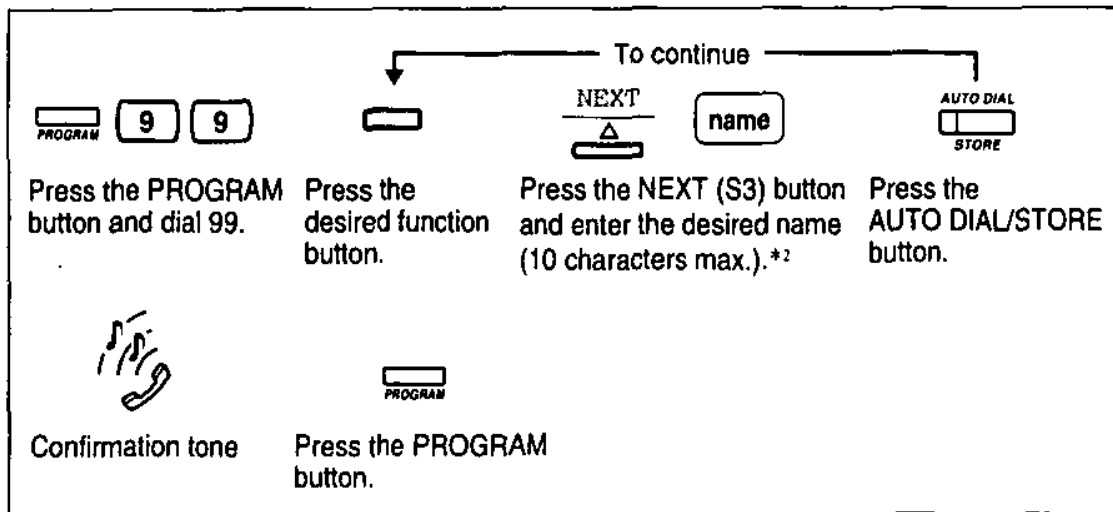 To continue
NEXT
AUTO DIAL
PROGRAM
9 9
name
STORE
Press the PROGRAM
button and dial 99.
Press the
desired function
button.
Press the NEXT (S3) button
and enter the desired name
(10 characters max.).*2
Press the
AUTO DIAL/STORE
button.
Confirmation tone
PROGRAM
Press the PROGRAM
button.